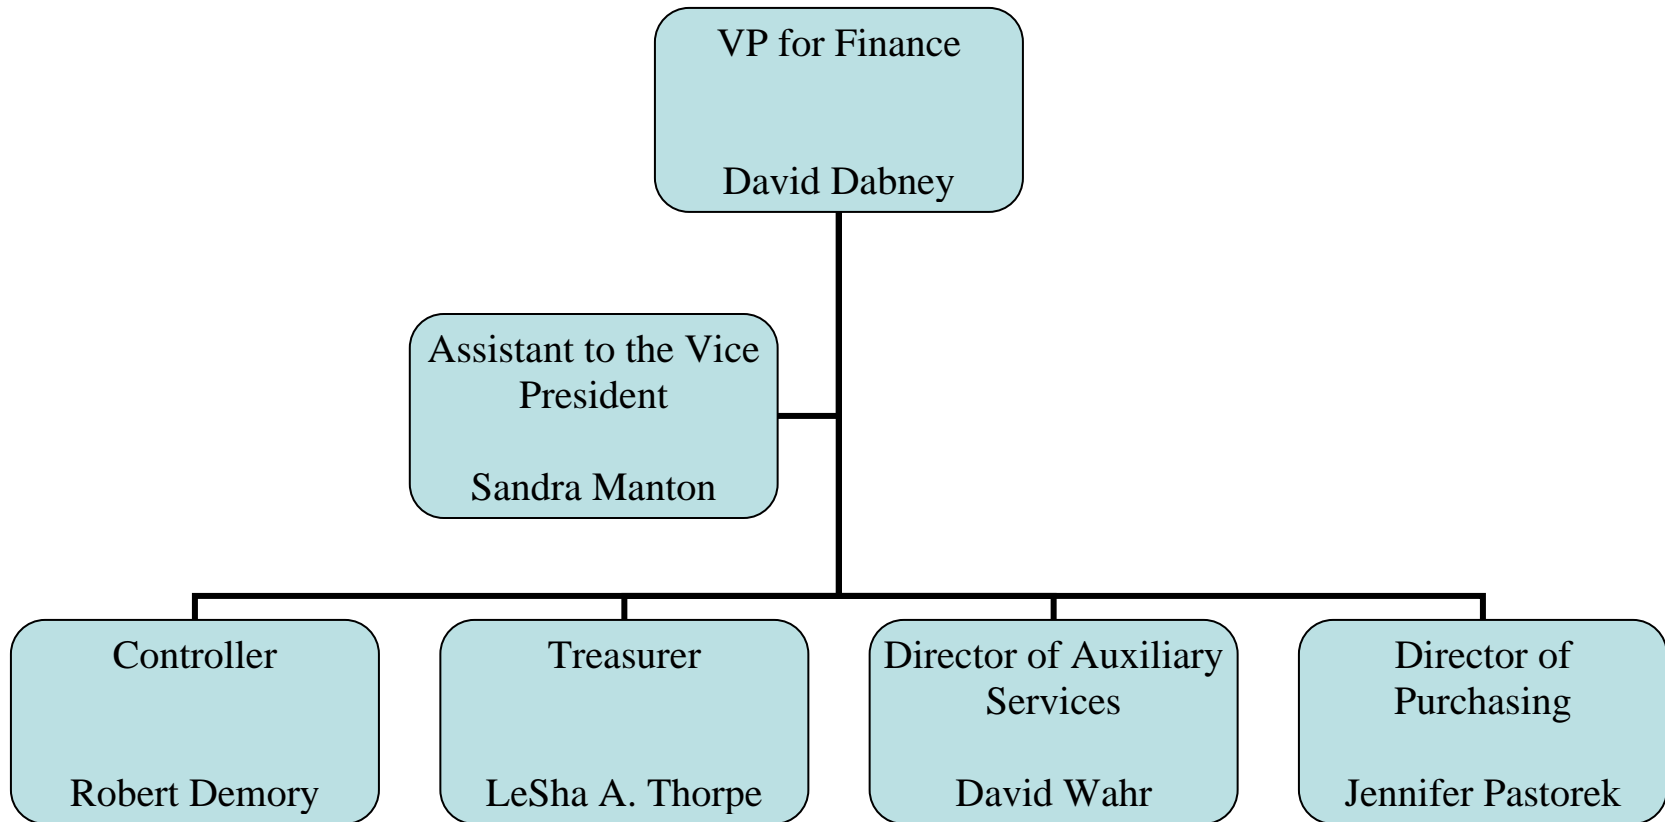 VP for Finance
David Dabney
Assistant to the Vice
President
Sandra Manton
Controller
Robert Demory
Treasurer
LeSha A. Thorpe
Director of Auxiliary
Services
David Wahr
Director of
Purchasing
Jennifer Pastorek